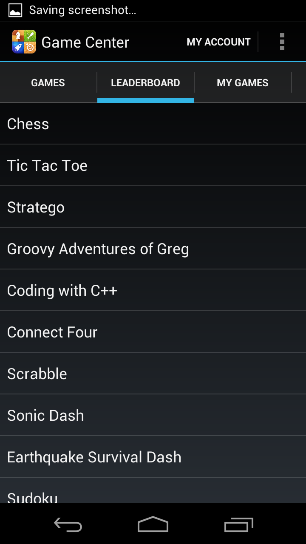 Saving screenshot...
Game Center
MY ACCOUNT
GAMES
LEADERBOARD
MY GAMES
Chess
Tic Tac Toe
Stratego
Groovy Adventures of Greg
Coding with C++
Connect Four
Scrabble
Sonic Dash
Earthquake Survival Dash
Sudoku